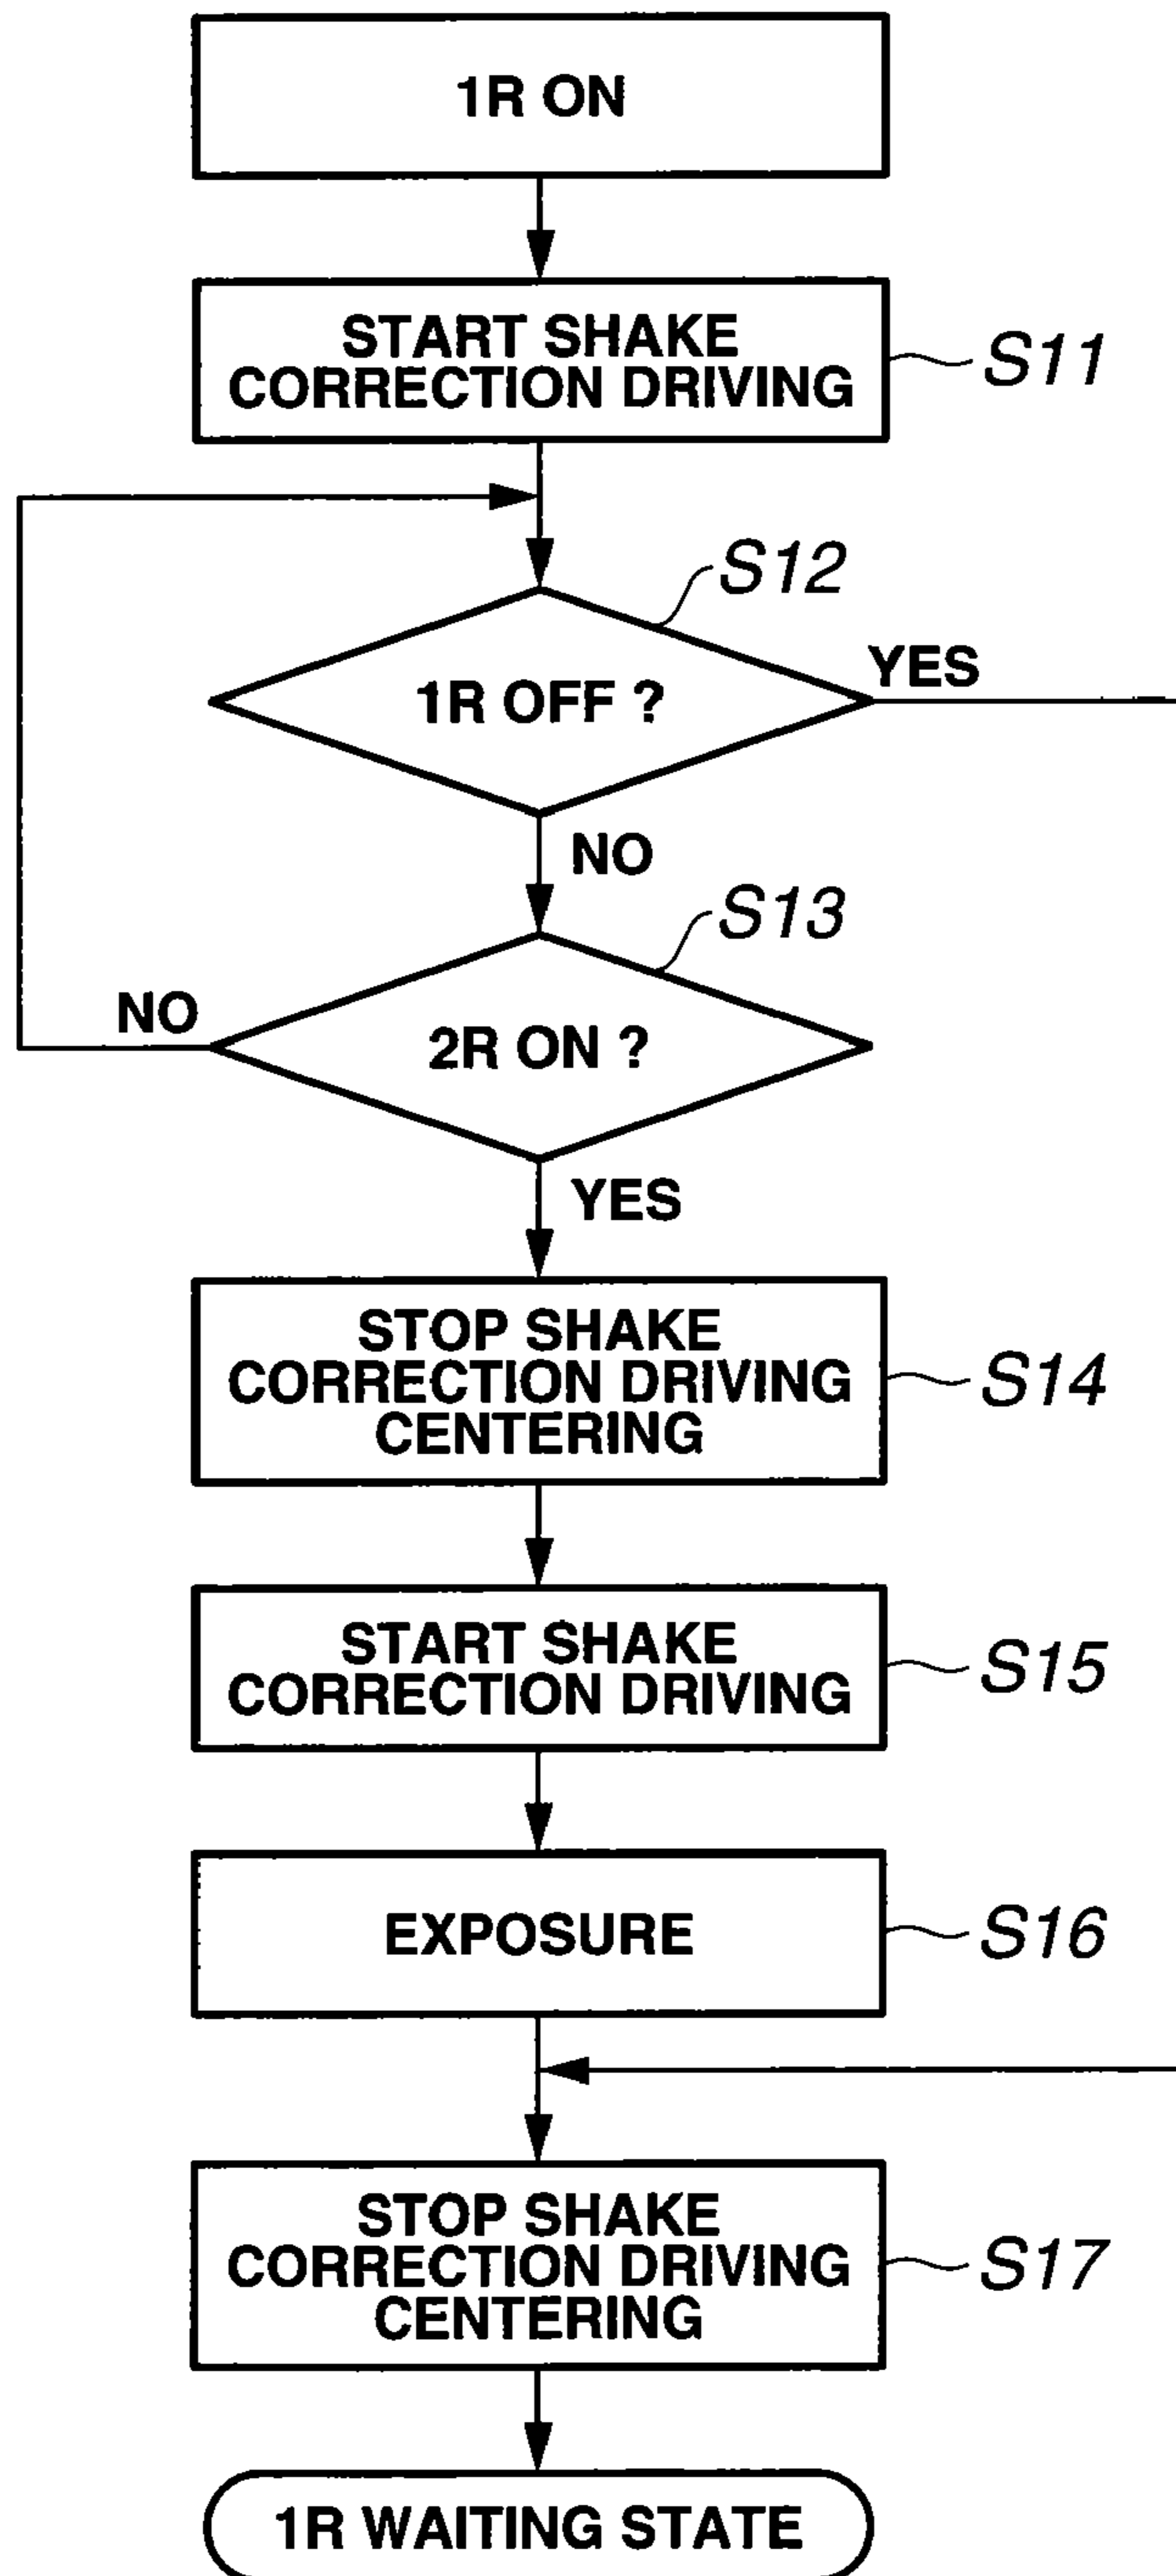 1R ON
START SHAKE
CORRECTION DRIVING
S11
S12
1R OFF ?
YES
NO
S13
2R ON ?
NO
YES
STOP SHAKE
CORRECTION DRIVING
CENTERING
S14
START SHAKE
CORRECTION DRIVING
S15
EXPOSURE
S16
STOP SHAKE
CORRECTION DRIVING
CENTERING
S17
1R WAITING STATE